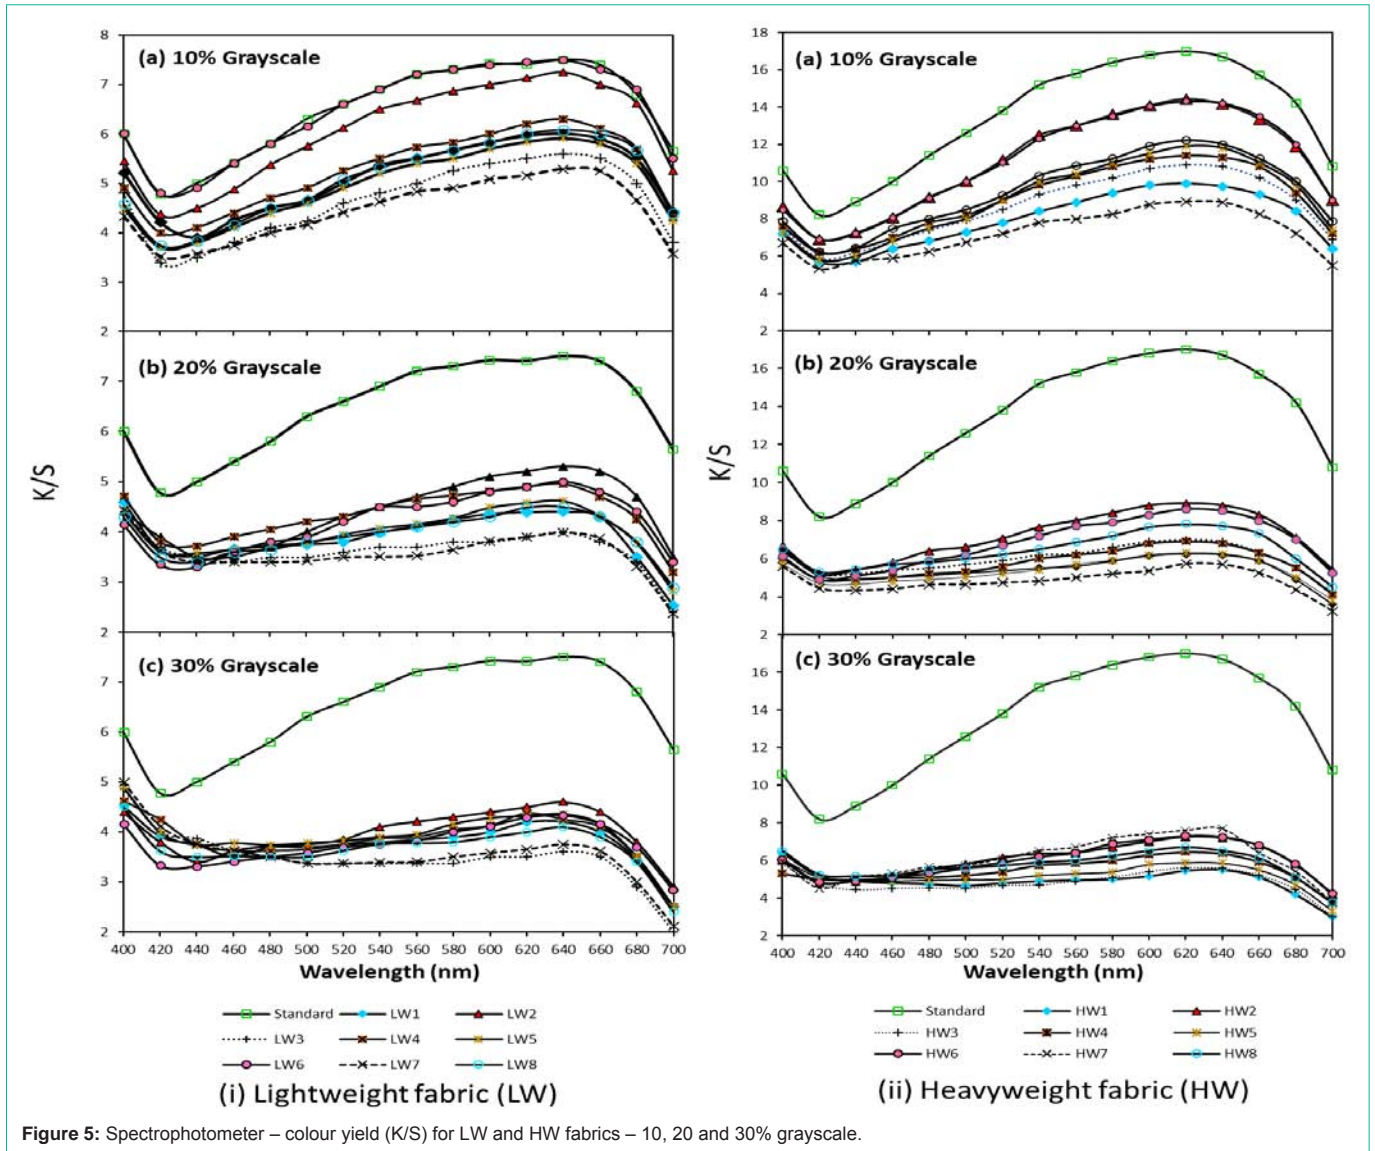 (a) 10% Grayscale
8
7
6
5
4
3
2
(b) 20% Grayscale
7
6
5
4
3
2
(c) 30% Grayscale
7
6
5
4
3
2
K/S
400 420 440 460 480 500 520 540 560 580 600 620 640 660 680 700
Wavelength (nm)
Standard LW1 LW2
LW3 LW4 LW5
LW6 LW7 LW8
(i) Lightweight fabric (LW)
(a) 10% Grayscale
18
16
14
12
10
8
6
4
2
(b) 20% Grayscale
16
14
12
10
8
6
4
2
(c) 30% Grayscale
16
14
12
10
8
6
4
2
K/S
400 420 440 460 480 500 520 540 560 580 600 620 640 660 680 700
Wavelength (nm)
Standard HW1 HW2
HW3 HW4 HW5
HW6 HW7 HW8
(ii) Heavyweight fabric (HW)
Figure 5: Spectrophotometer – colour yield (K/S) for LW and HW fabrics – 10, 20 and 30% grayscale.